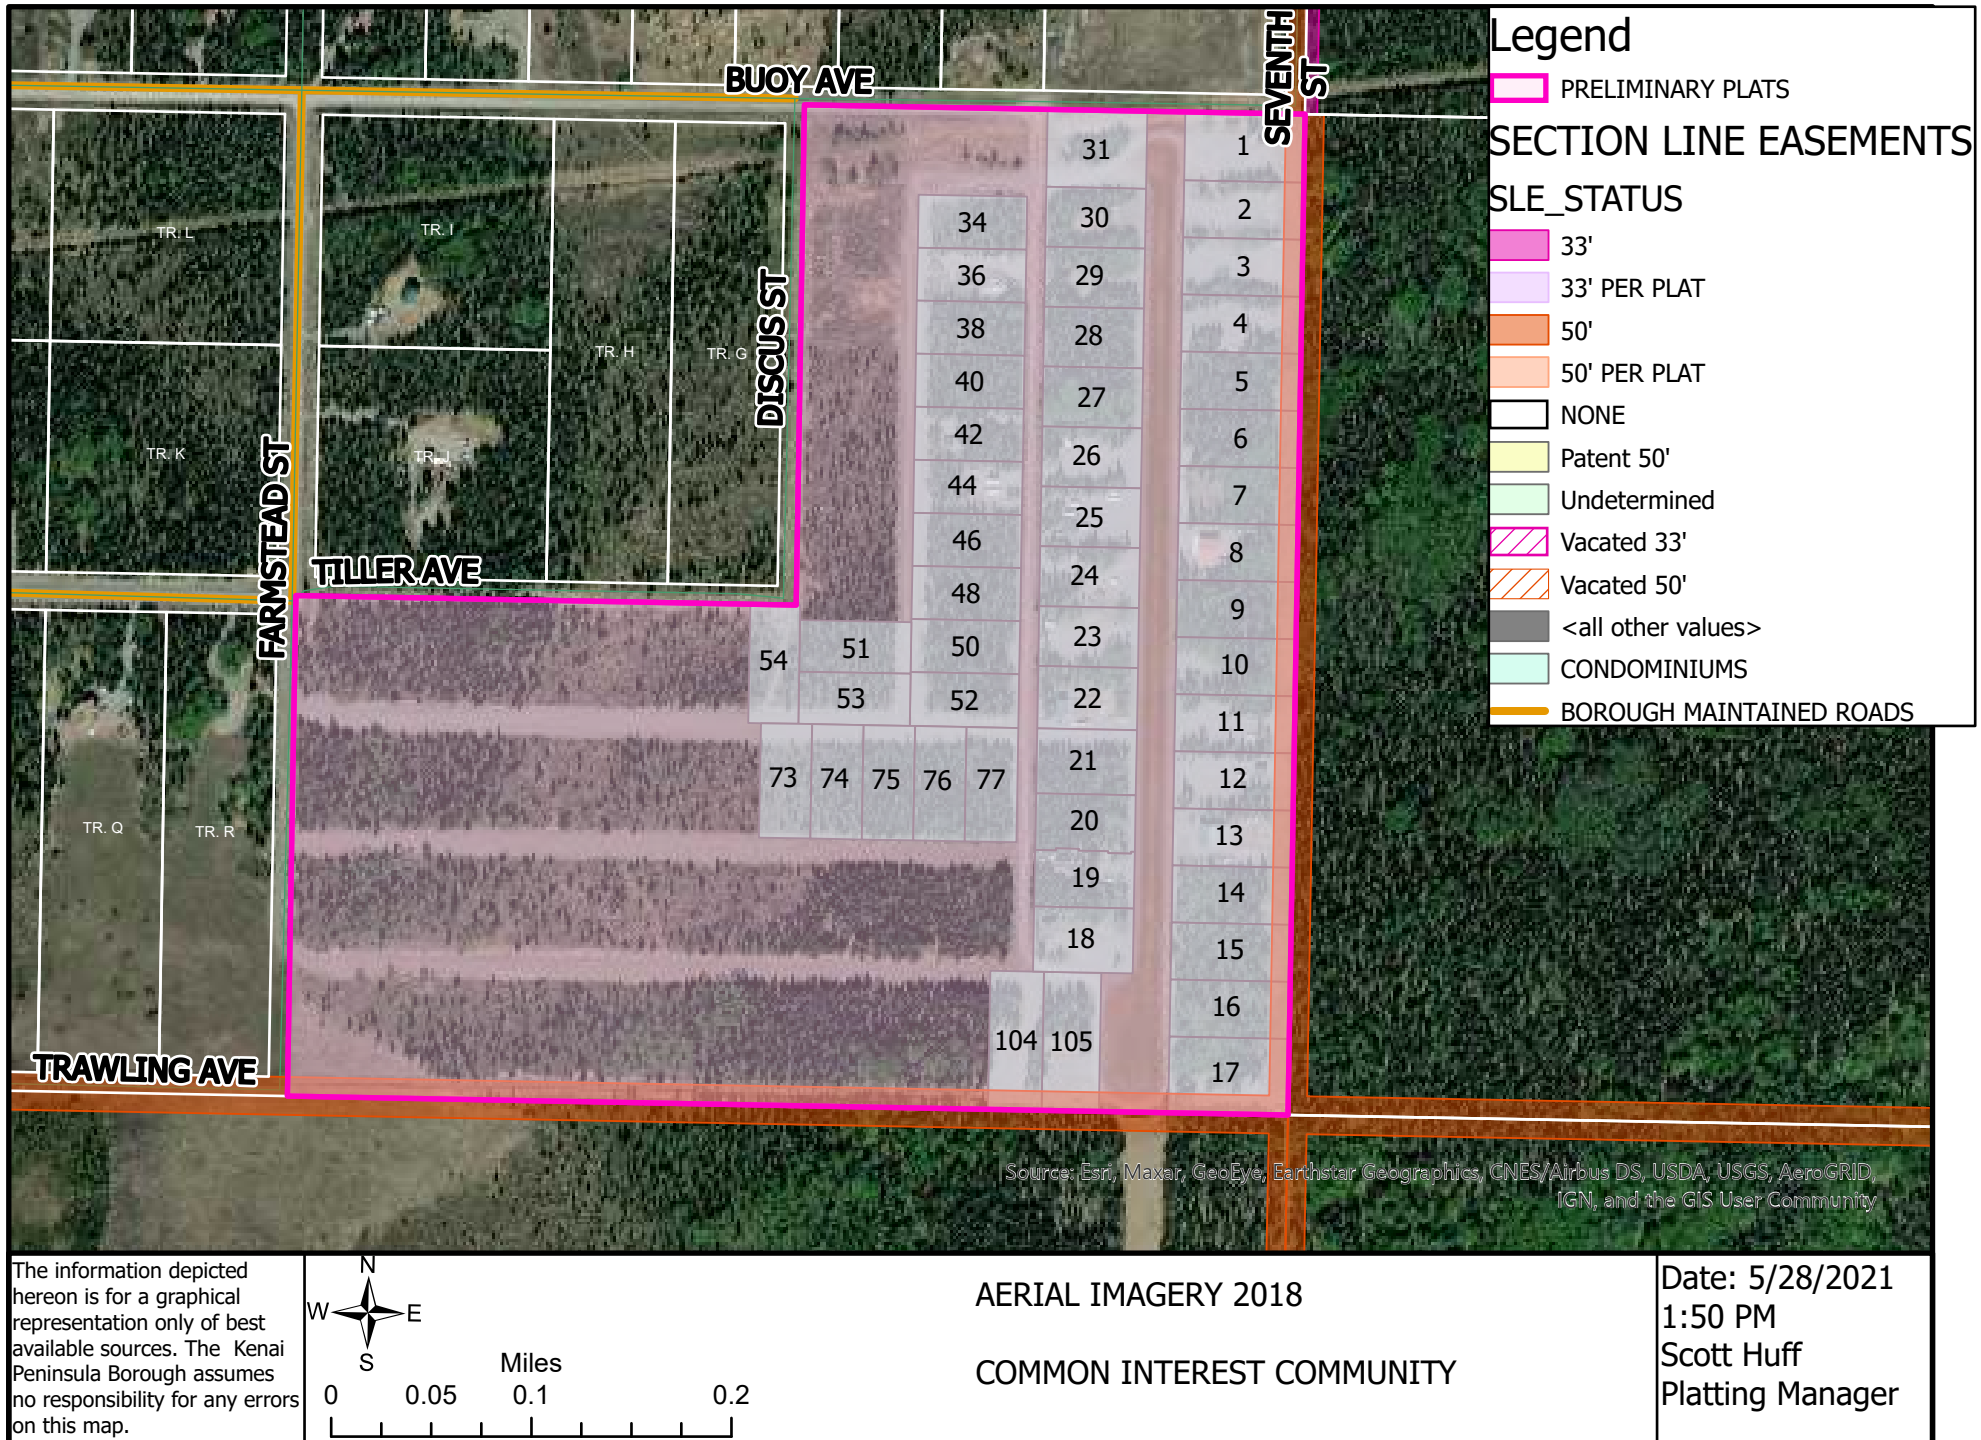 BUOY AVE
SEVENTH
ST
DISCUS ST
FARMSTEAD ST
TILLER AVE
TRAWLING AVE
TR. L
TR. I
TR. H
TR. G
TR. K
TR. J
TR. Q
TR. R
31
1
34
30
2
36
29
3
38
28
4
40
27
5
42
26
6
44
25
7
46
24
8
48
23
9
54
51
50
22
10
53
52
11
73
74
75
76
77
21
12
20
13
19
14
18
15
104
105
16
17
Legend
PRELIMINARY PLATS
SECTION LINE EASEMENTS
SLE_STATUS
33'
33' PER PLAT
50'
50' PER PLAT
NONE
Patent 50'
Undetermined
Vacated 33'
Vacated 50'
<all other values>
CONDOMINIUMS
BOROUGH MAINTAINED ROADS
Source: Esri, Maxar, GeoEye, Earthstar Geographics, CNES/Airbus DS, USDA, USGS, AeroGRID,
IGN, and the GIS User Community
The information depicted
hereon is for a graphical
representation only of best
available sources. The Kenai
Peninsula Borough assumes
no responsibility for any errors
on this map.
N
W
E
S
Miles
0
0.05
0.1
0.2
AERIAL IMAGERY 2018
COMMON INTEREST COMMUNITY
Date: 5/28/2021
1:50 PM
Scott Huff
Platting Manager